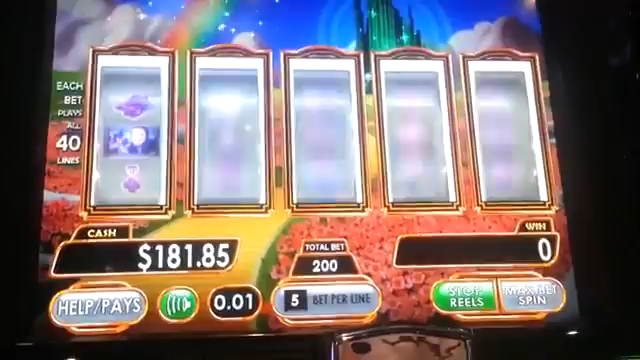 EACH
BET
PLAYS
ALL
40
LINES
CASH
$181.85
TOTAL BET
200
WIN
0
HELP/PAYS
0.01
5 BET PER LINE
STOP
REELS
MAX BET
SPIN